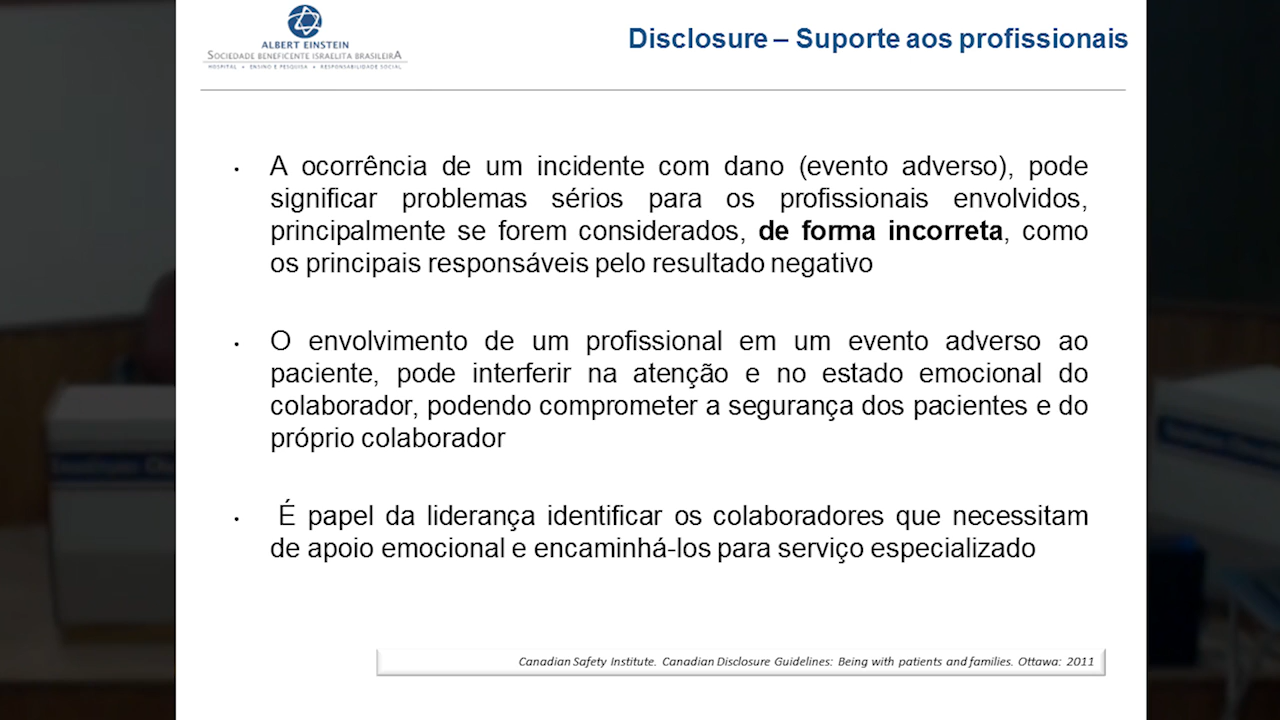 ALBERT EINSTEIN
SOCIEDADE BENEFICENTE ISRAELITA BRASILEIRA
HOSPITAL • ENSINO E PESQUISA • RESPONSABILIDADE SOCIAL
Disclosure – Suporte aos profissionais
• A ocorrência de um incidente com dano (evento adverso), pode
significar problemas sérios para os profissionais envolvidos,
principalmente se forem considerados, de forma incorreta, como
os principais responsáveis pelo resultado negativo
• O envolvimento de um profissional em um evento adverso ao
paciente, pode interferir na atenção e no estado emocional do
colaborador, podendo comprometer a segurança dos pacientes e do
próprio colaborador
• É papel da liderança identificar os colaboradores que necessitam
de apoio emocional e encaminhá-los para serviço especializado
Canadian Safety Institute. Canadian Disclosure Guidelines: Being with patients and families. Ottawa: 2011